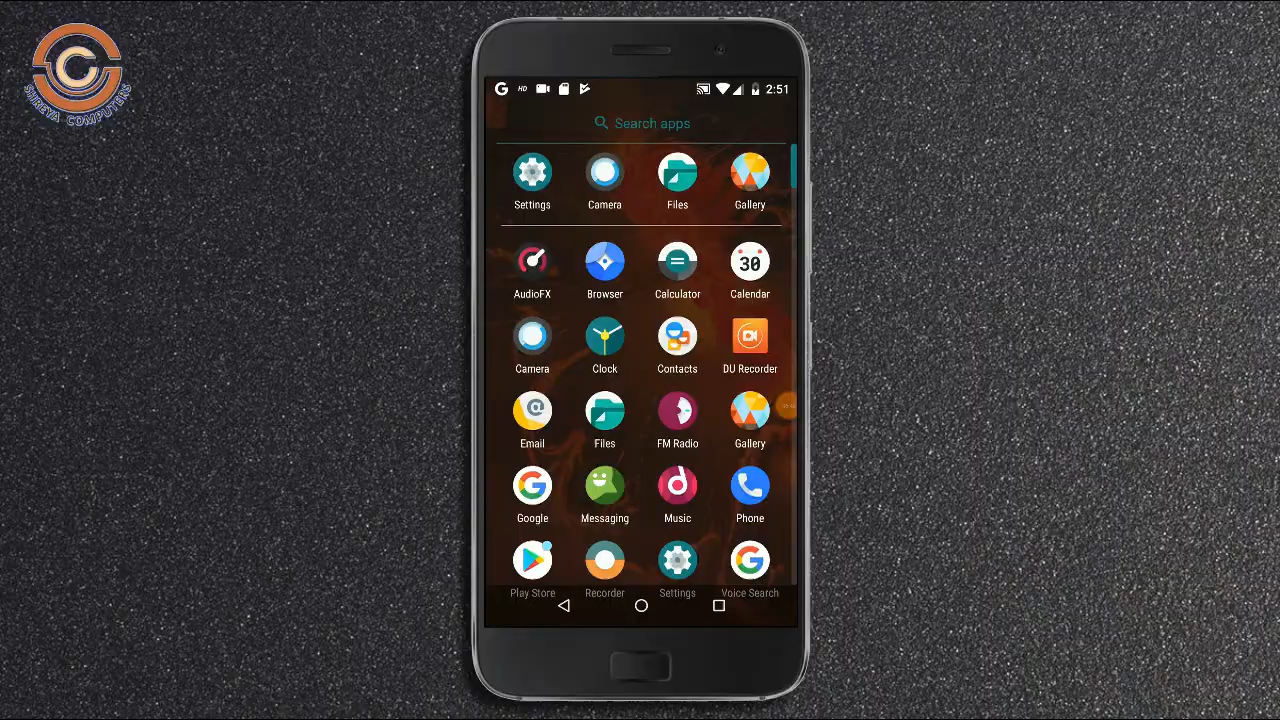 SHREYA COMPUTERS
G HD 2:51
Search apps
Settings Camera Files Gallery
30
AudioFX Browser Calculator Calendar
Camera Clock Contacts DU Recorder
@
Email Files FM Radio Gallery
G G
Google Messaging Music Phone
Play Store Recorder Settings Voice Search